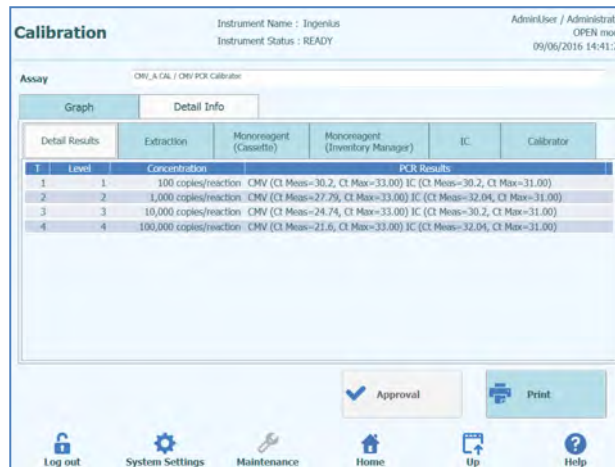 Calibration
Instrument Name : Ingenius
Instrument Status : READY
AdminUser / Administrat
OPEN mo
09/06/2016 14:41:
Assay
CMV_A CAL / CMV PCR Calibrator
Graph
Detail Info
Detail Results
Extraction
Monoreagent
(Cassette)
Monoreagent
(Inventory Manager)
IC
Calibrator
T Level Concentration PCR Results
1 1 100 copies/reaction CMV (Ct Meas=30.2, Ct Max=33.00) IC (Ct Meas=30.2, Ct Max=31.00)
2 2 1,000 copies/reaction CMV (Ct Meas=27.79, Ct Max=33.00) IC (Ct Meas=32.04, Ct Max=31.00)
3 3 10,000 copies/reaction CMV (Ct Meas=24.74, Ct Max=33.00) IC (Ct Meas=30.2, Ct Max=31.00)
4 4 100,000 copies/reaction CMV (Ct Meas=21.6, Ct Max=33.00) IC (Ct Meas=32.04, Ct Max=31.00)
Approval
Print
Log out
System Settings
Maintenance
Home
Up
Help